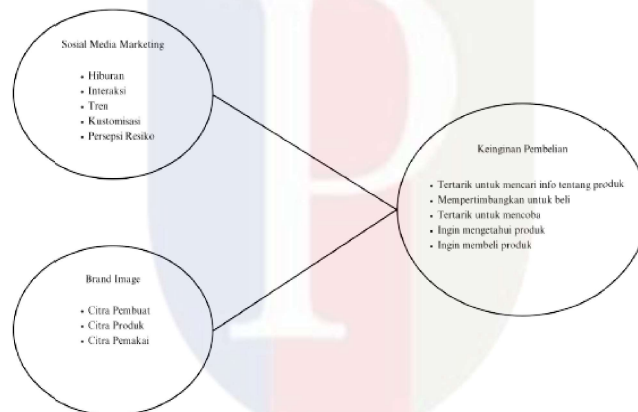 Sosial Media Marketing
• Hiburan
• Interaksi
• Tren
• Kustomisasi
• Persepsi Resiko
Keinginan Pembelian
• Tertarik untuk mencari info tentang produk
• Mempertimbangkan untuk beli
• Tertarik untuk mencoba
• Ingin mengetahui produk
• Ingin membeli produk
Brand Image
• Citra Pembuat
• Citra Produk
• Citra Pemakai